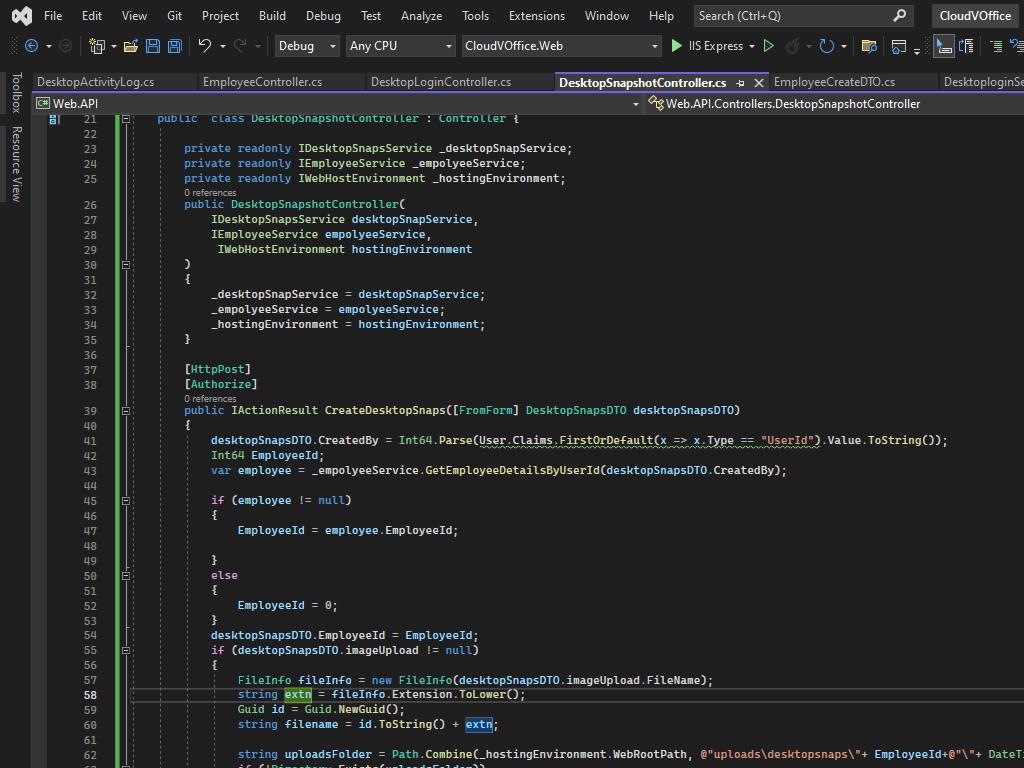 File Edit View Git Project Build Debug Test Analyze Tools Extensions Window Help Search (Ctrl+Q) CloudVOffice
Debug Any CPU CloudVOffice.Web IIS Express
DesktopActivityLog.cs EmployeeController.cs DesktopLoginController.cs DesktopSnapshotController.cs EmployeeCreateDTO.cs DesktoploginSe
C# Web.API Web.API.Controllers.DesktopSnapshotController
Toolbox
Resource View
21 public class DesktopSnapshotController : Controller {
22
23 private readonly IDesktopSnapsService _desktopSnapService;
24 private readonly IEmployeeService _empolyeeService;
25 private readonly IWebHostEnvironment _hostingEnvironment;
0 references
26 public DesktopSnapshotController(
27 IDesktopSnapsService desktopSnapService,
28 IEmployeeService empolyeeService,
29 IWebHostEnvironment hostingEnvironment
30 )
31 {
32 _desktopSnapService = desktopSnapService;
33 _empolyeeService = empolyeeService;
34 _hostingEnvironment = hostingEnvironment;
35 }
36
37 [HttpPost]
38 [Authorize]
0 references
39 public IActionResult CreateDesktopSnaps([FromForm] DesktopSnapsDTO desktopSnapsDTO)
40 {
41 desktopSnapsDTO.CreatedBy = Int64.Parse(User.Claims.FirstOrDefault(x => x.Type == "UserId").Value.ToString());
42 Int64 EmployeeId;
43 var employee = _empolyeeService.GetEmployeeDetailsByUserId(desktopSnapsDTO.CreatedBy);
44
45 if (employee != null)
46 {
47 EmployeeId = employee.EmployeeId;
48
49 }
50 else
51 {
52 EmployeeId = 0;
53 }
54 desktopSnapsDTO.EmployeeId = EmployeeId;
55 if (desktopSnapsDTO.imageUpload != null)
56 {
57 FileInfo fileInfo = new FileInfo(desktopSnapsDTO.imageUpload.FileName);
58 string extn = fileInfo.Extension.ToLower();
59 Guid id = Guid.NewGuid();
60 string filename = id.ToString() + extn;
61
62 string uploadsFolder = Path.Combine(_hostingEnvironment.WebRootPath, @"uploads\desktopsnaps\"+ EmployeeId+@"\"+ DateT
63 if (!Directory.Exists(uploadsFolder))